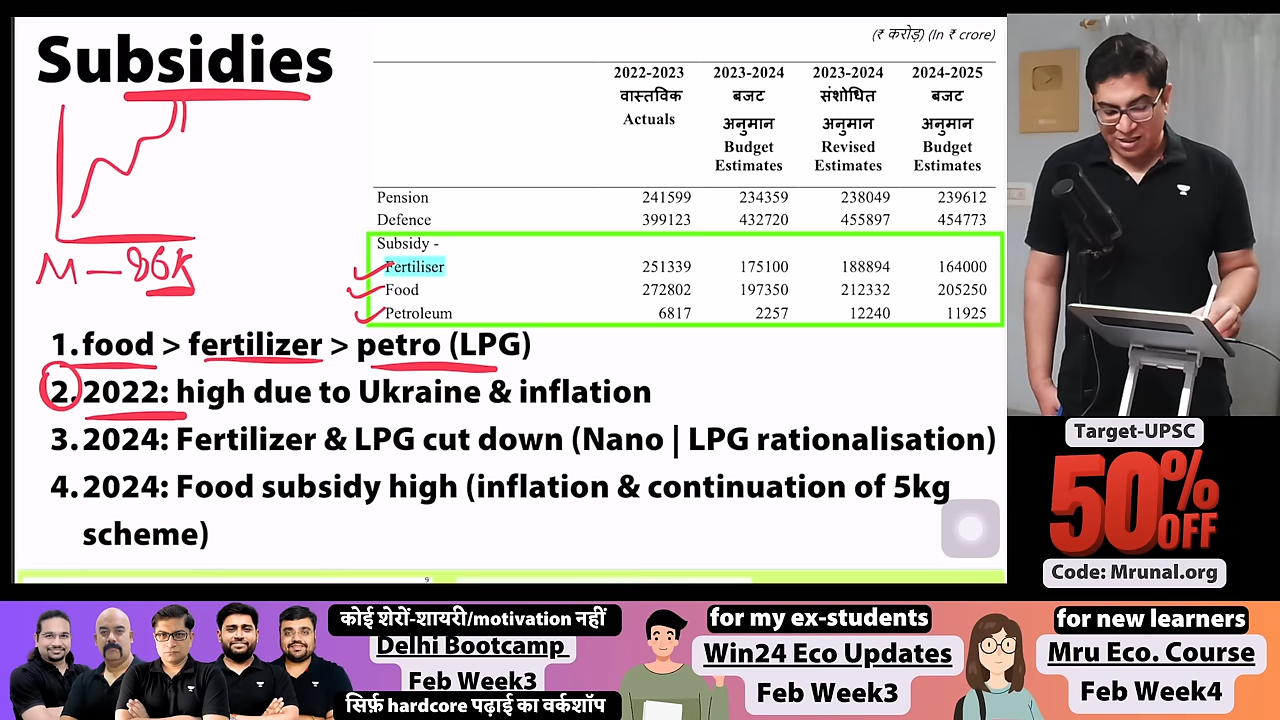 Subsidies
M - 86K
(₹ करोड़) (In ₹ crore)
2022-2023 2023-2024 2023-2024 2024-2025
वास्तविक बजट संशोधित बजट
अनुमान अनुमान अनुमान
Actuals Budget Revised Budget
Estimates Estimates Estimates
Pension 241599 234359 238049 239612
Defence 399123 432720 455897 454773
Subsidy -
Fertiliser 251339 175100 188894 164000
Food 272802 197350 212332 205250
Petroleum 6817 2257 12240 11925
1. food > fertilizer > petro (LPG)
2. 2022: high due to Ukraine & inflation
3. 2024: Fertilizer & LPG cut down (Nano | LPG rationalisation)
4. 2024: Food subsidy high (inflation & continuation of 5kg
scheme)
9
Target-UPSC
50% OFF
Code: Mrunal.org
कोई शेरों-शायरी/motivation नहीं
Delhi Bootcamp
Feb Week3
सिर्फ़ hardcore पढ़ाई का वर्कशॉप
for my ex-students
Win24 Eco Updates
Feb Week3
for new learners
Mru Eco. Course
Feb Week4